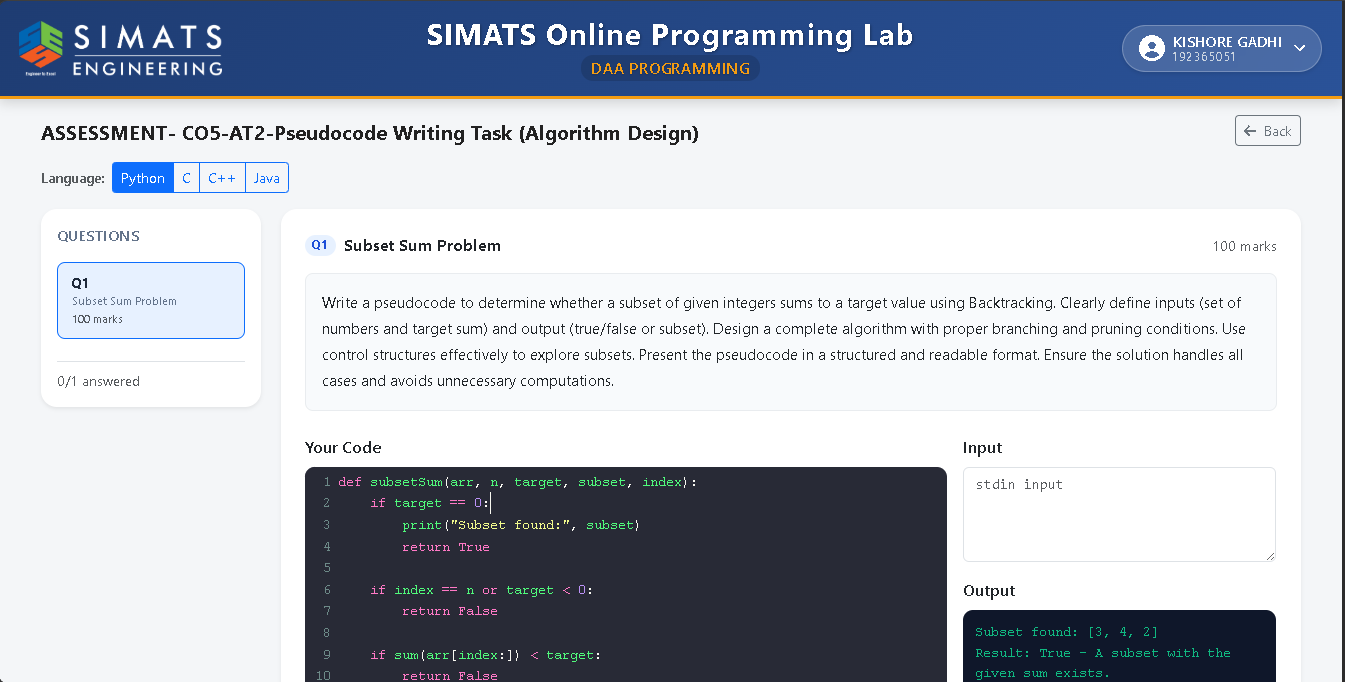 SIMATS
ENGINEERING
Engineer to Excel
SIMATS Online Programming Lab
DAA PROGRAMMING
KISHORE GADHI
192365051
ASSESSMENT- CO5-AT2-Pseudocode Writing Task (Algorithm Design)
← Back
Language: Python C C++ Java
QUESTIONS
Q1
Subset Sum Problem
100 marks
0/1 answered
Q1 Subset Sum Problem
100 marks
Write a pseudocode to determine whether a subset of given integers sums to a target value using Backtracking. Clearly define inputs (set of
numbers and target sum) and output (true/false or subset). Design a complete algorithm with proper branching and pruning conditions. Use
control structures effectively to explore subsets. Present the pseudocode in a structured and readable format. Ensure the solution handles all
cases and avoids unnecessary computations.
Your Code
1 def subsetSum(arr, n, target, subset, index):
2     if target == 0:
3         print("Subset found:", subset)
4         return True
5
6     if index == n or target < 0:
7         return False
8
9     if sum(arr[index:]) < target:
10         return False
Input
stdin input
Output
Subset found: [3, 4, 2]
Result: True - A subset with the
given sum exists.